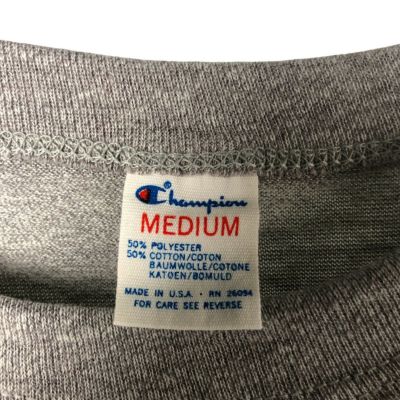 Champion
MEDIUM
50% POLYESTER
50% COTTON/COTON
BAUMWOLLE/COTONE
KATOEN/BOMULD
MADE IN U.S.A. • RN 26094
FOR CARE SEE REVERSE